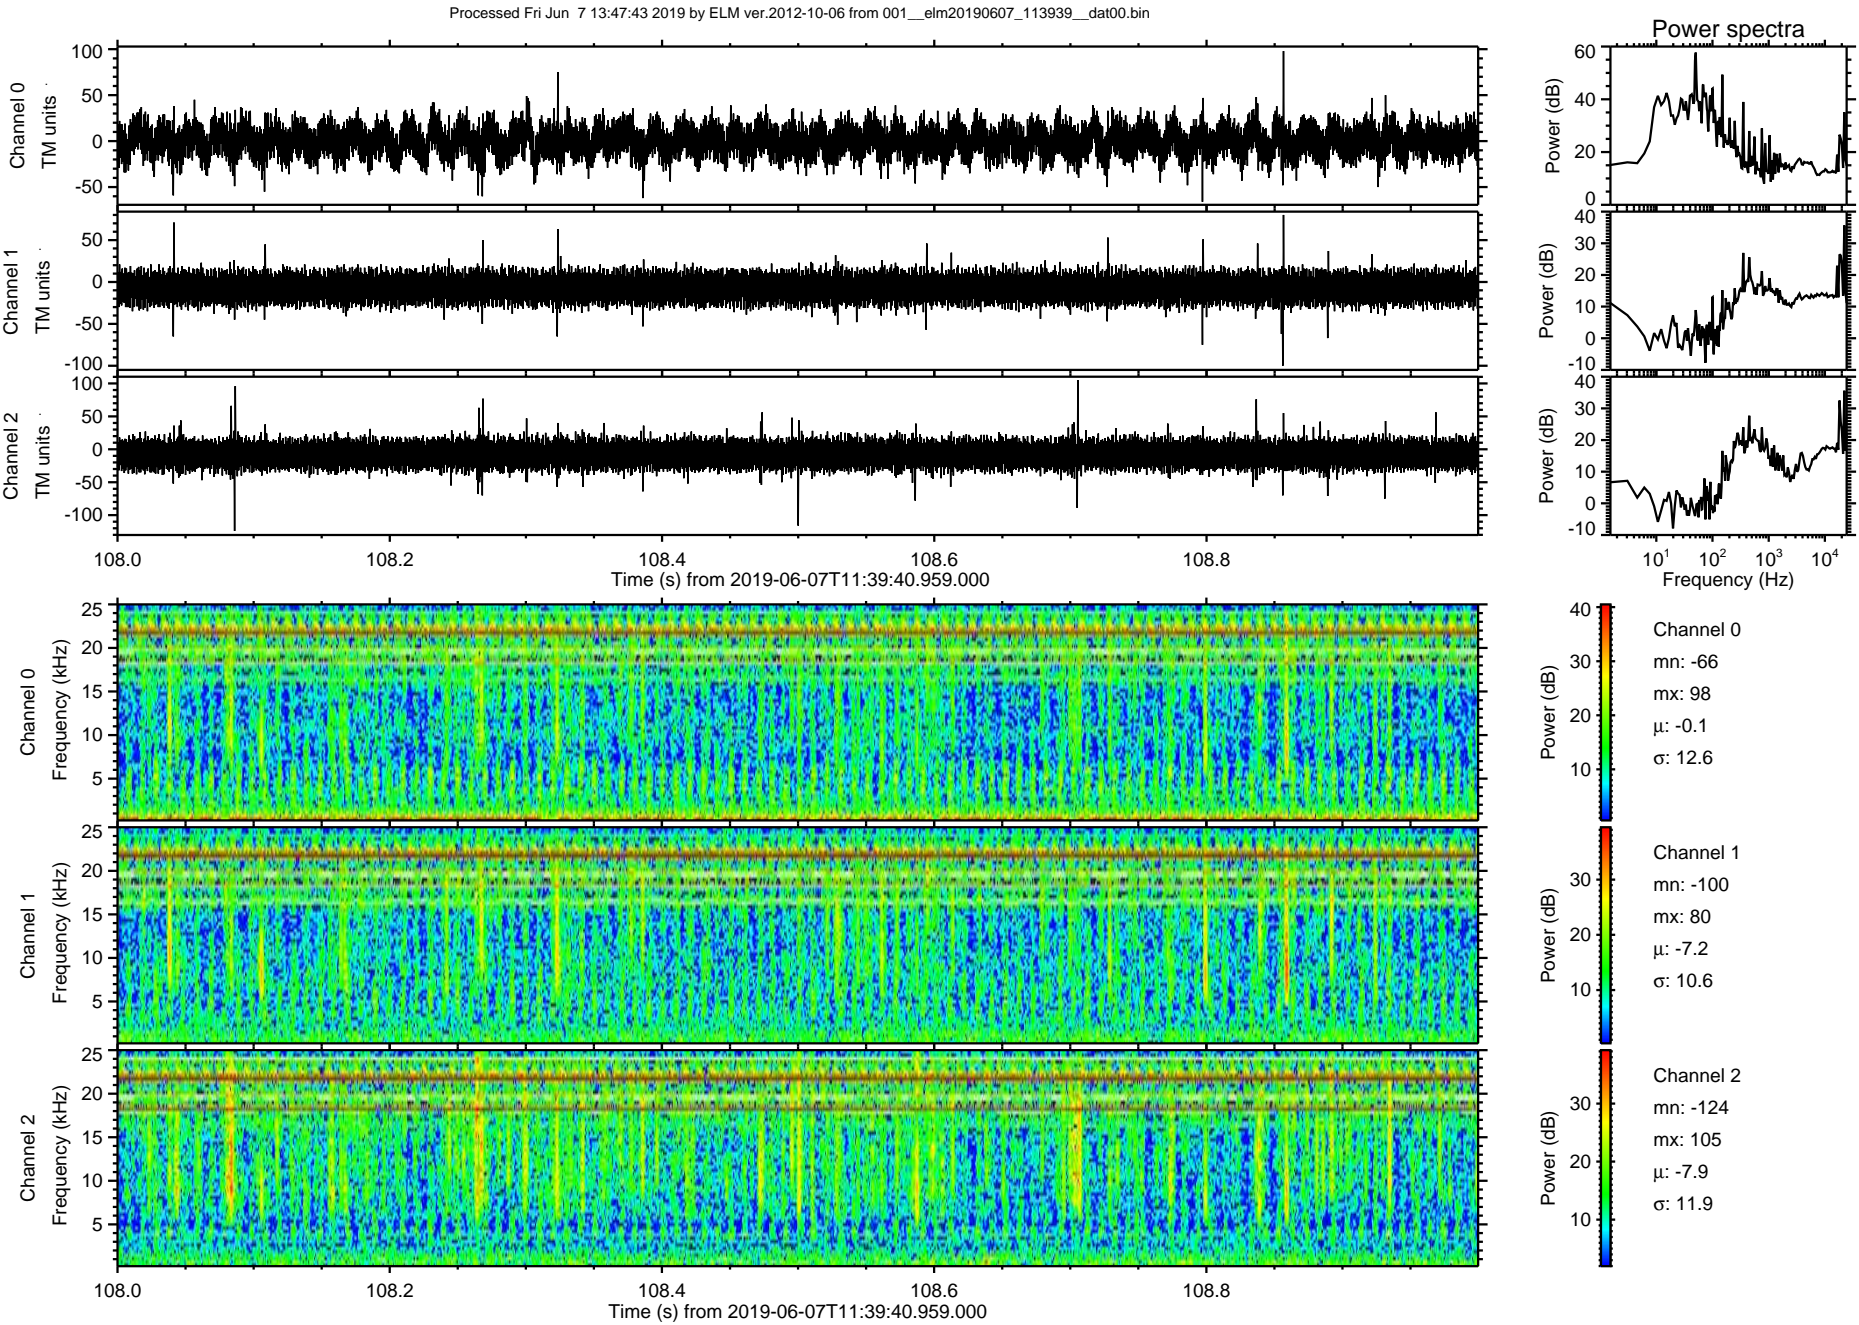 Processed Fri Jun  7 13:47:43 2019 by ELM ver.2012-10-06 from 001__elm20190607_113939__dat00.bin
Power spectra
Channel 0
TM units
100
50
0
-50
Power (dB)
60
40
20
0
Channel 1
TM units
50
0
-50
-100
Power (dB)
40
30
20
10
0
-10
Channel 2
TM units
100
50
0
-50
-100
Power (dB)
40
30
20
10
0
-10
108.0 108.2 108.4 108.6 108.8
Time (s) from 2019-06-07T11:39:40.959.000
10^1 10^2 10^3 10^4
Frequency (Hz)
Channel 0
Frequency (kHz)
25
20
15
10
5
Power (dB)
40
30
20
10
Channel 0
mn: -66
mx: 98
μ: -0.1
σ: 12.6
Channel 1
Frequency (kHz)
25
20
15
10
5
Power (dB)
30
20
10
Channel 1
mn: -100
mx: 80
μ: -7.2
σ: 10.6
Channel 2
Frequency (kHz)
25
20
15
10
5
Power (dB)
30
20
10
Channel 2
mn: -124
mx: 105
μ: -7.9
σ: 11.9
108.0 108.2 108.4 108.6 108.8
Time (s) from 2019-06-07T11:39:40.959.000